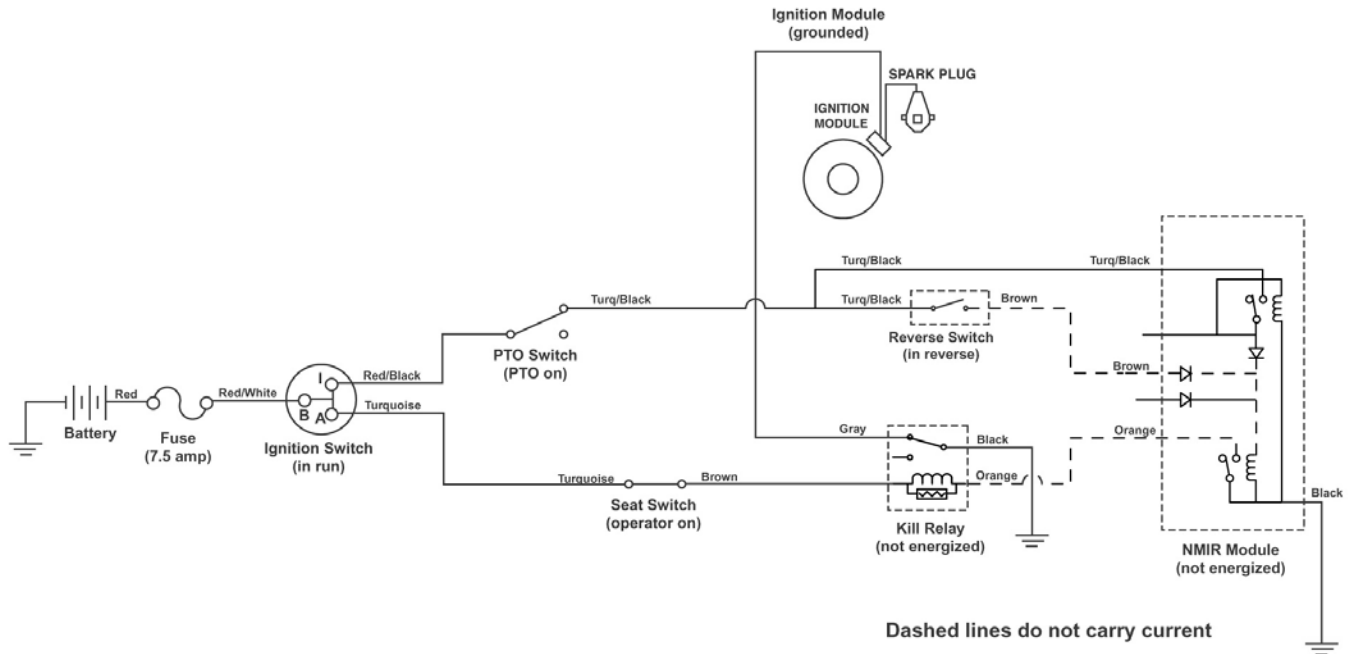 Ignition Module
(grounded)
SPARK PLUG
IGNITION
MODULE
Turq/Black
Turq/Black
Turq/Black
Turq/Black
Brown
Reverse Switch
(in reverse)
PTO Switch
(PTO on)
Red/Black
I
B
A
Red
Red/White
Turquoise
Battery
Fuse
(7.5 amp)
Ignition Switch
(in run)
Brown
Gray
Black
Orange
Turquoise
Brown
Orange
Seat Switch
(operator on)
Kill Relay
(not energized)
Black
NMIR Module
(not energized)
Dashed lines do not carry current